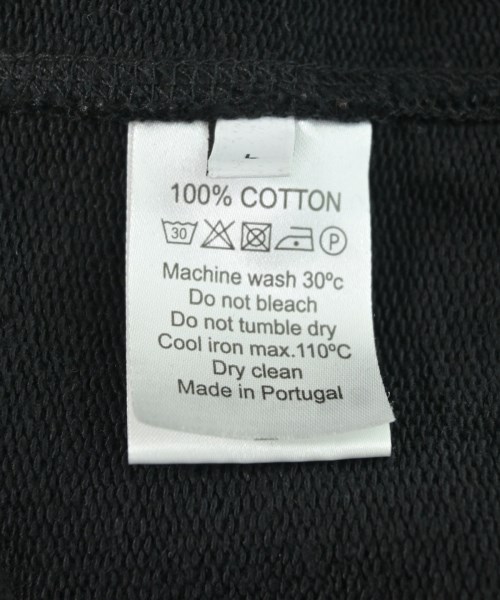 L
100% COTTON
30 P
Machine wash 30ºc
Do not bleach
Do not tumble dry
Cool iron max.110ºC
Dry clean
Made in Portugal